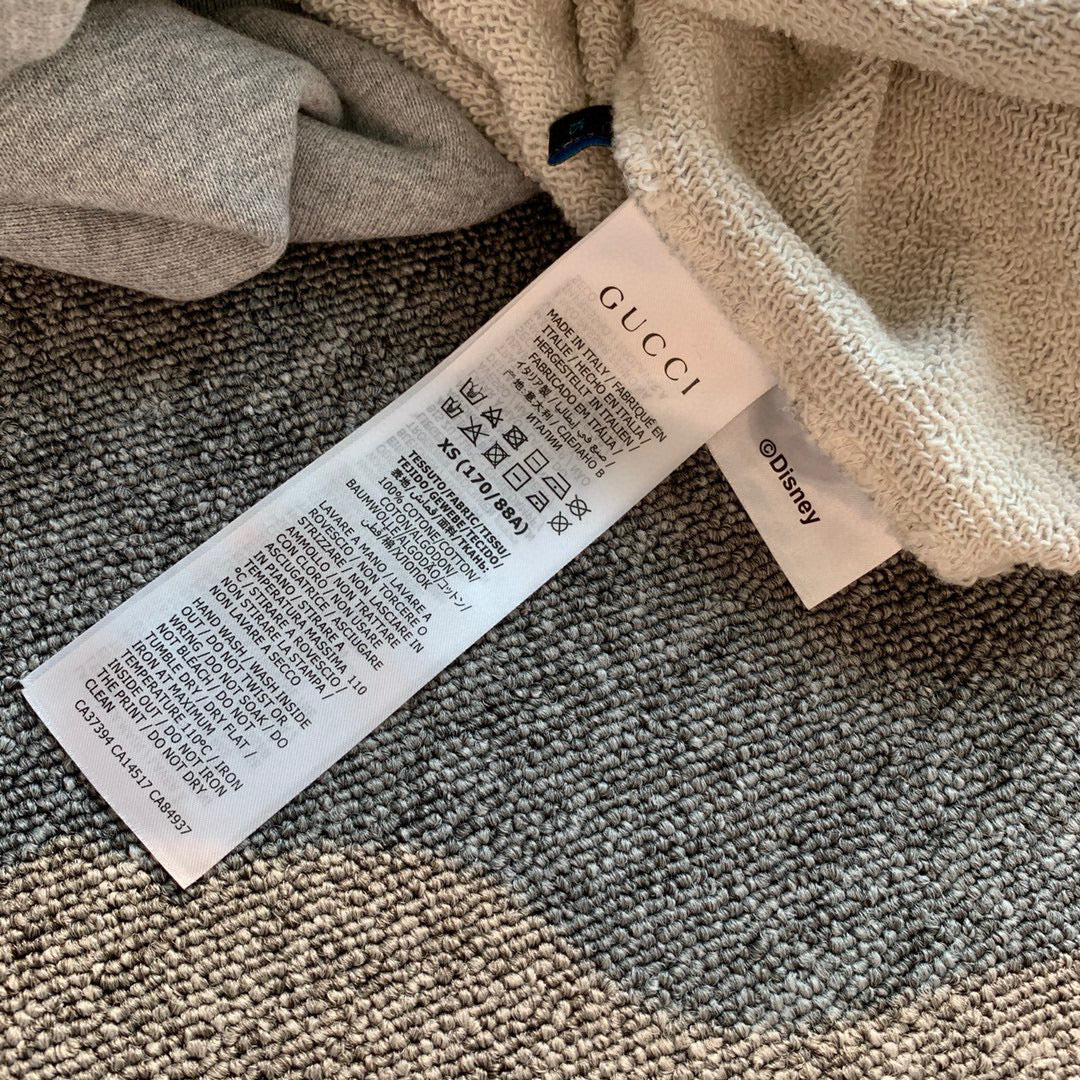 GUCCI
MADE IN ITALY / FABRIQUÉ EN
ITALIE / HECHO EN ITALIA /
HERGESTELLT IN ITALIEN /
FABRICADO EM ITALIA /
イタリア製 / صنع في إيطاليا /
产地: 意大利 / СДЕЛАНО В
ИТАЛИИ
XS (170/88A)
TESSUTO/FABRIC/TISSU/
TEJIDO/GEWEBE/TECIDO/
表地/ قماش/面料/ТКАНЬ:
100% COTONE/COTTON/
COTON/ALGODON/
BAUMWOLLE/ALGODÃO/
コットン/قطن/棉/ХЛОПОК
LAVARE A MANO / LAVARE A
ROVESCIO / NON TORCERE O
STRIZZARE / NON LASCIARE IN
AMMOLLO / NON TRATTARE
CON CLORO / NON USARE
ASCIUGATRICE / ASCIUGARE
IN PIANO / STIRARE A
TEMPERATURA MASSIMA 110
°C / STIRARE A ROVESCIO /
NON STIRARE LA STAMPA /
NON LAVARE A SECCO
HAND WASH / WASH INSIDE
OUT / DO NOT TWIST OR
WRING / DO NOT SOAK / DO
NOT BLEACH / DO NOT
TUMBLE DRY / DRY FLAT /
IRON AT MAXIMUM
TEMPERATURE 110ºC / IRON
INSIDE OUT / DO NOT IRON
THE PRINT / DO NOT DRY
CLEAN
CA37394 CA14517 CA84937
©Disney